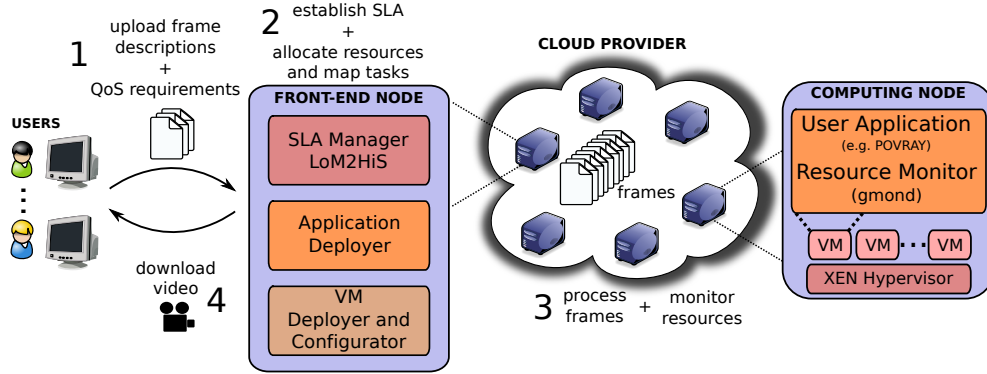 1
upload frame
descriptions
+
QoS requirements
2
establish SLA
+
allocate resources
and map tasks
USERS
FRONT-END NODE
SLA Manager
LoM2HiS
Application
Deployer
VM
Deployer and
Configurator
download
video
4
CLOUD PROVIDER
frames
3
process
frames
+
monitor
resources
COMPUTING NODE
User Application
(e.g. POVRAY)
Resource Monitor
(gmond)
VM
VM
VM
XEN Hypervisor